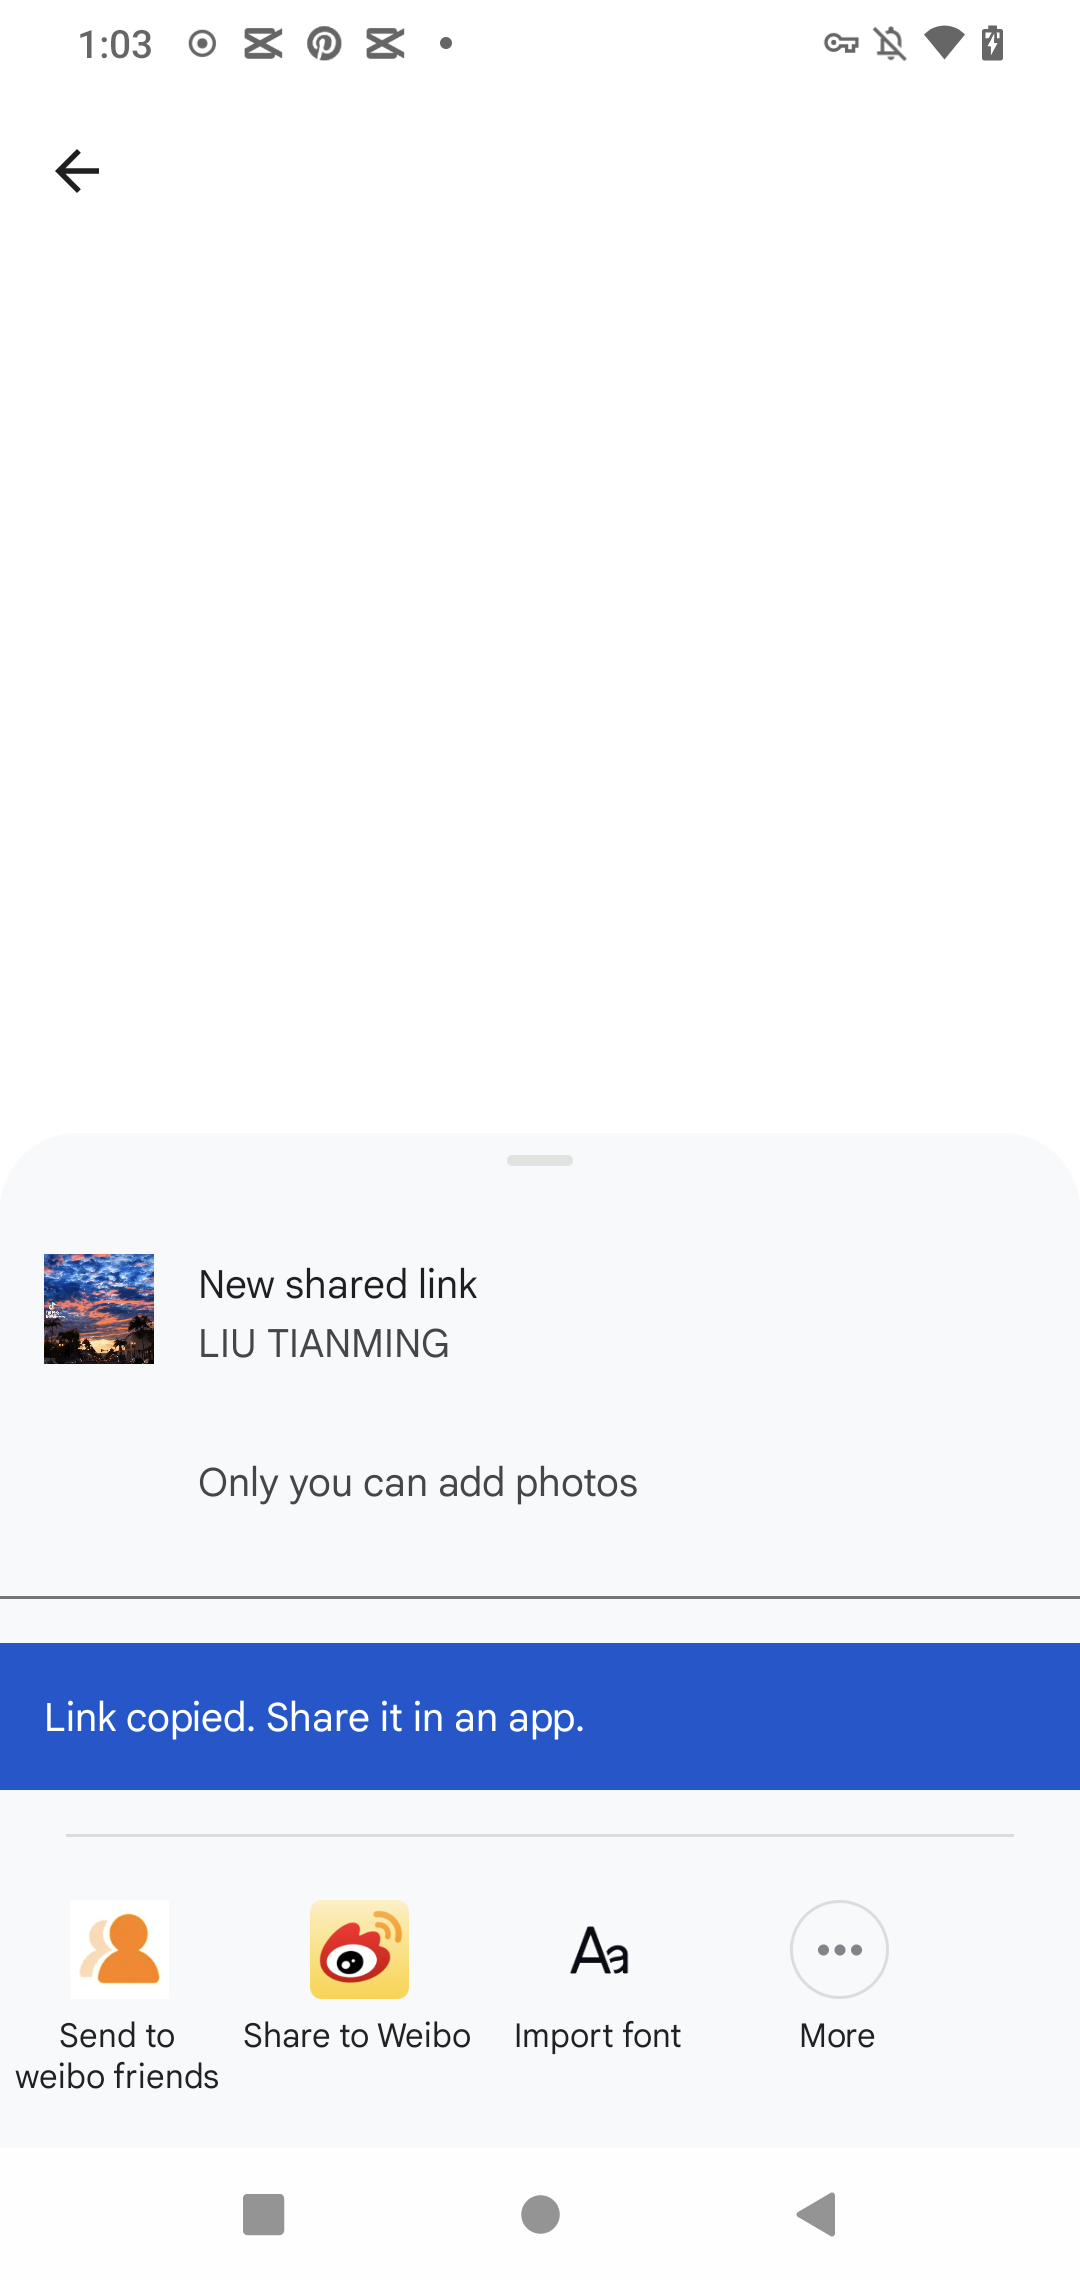 1:03
New shared link
LIU TIANMING
Only you can add photos
Link copied. Share it in an app.
Send to
weibo friends
Share to Weibo
Aa
Import font
More